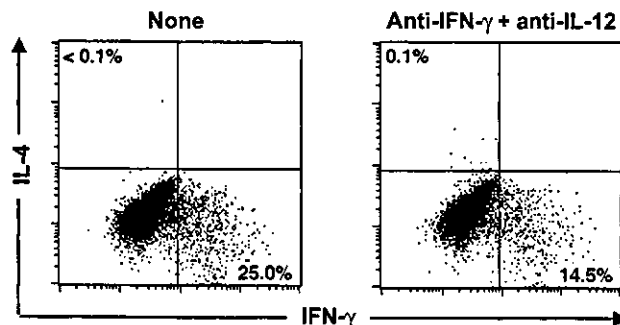 None
Anti-IFN-γ + anti-IL-12
< 0.1%
0.1%
IL-4
25.0%
14.5%
IFN-γ